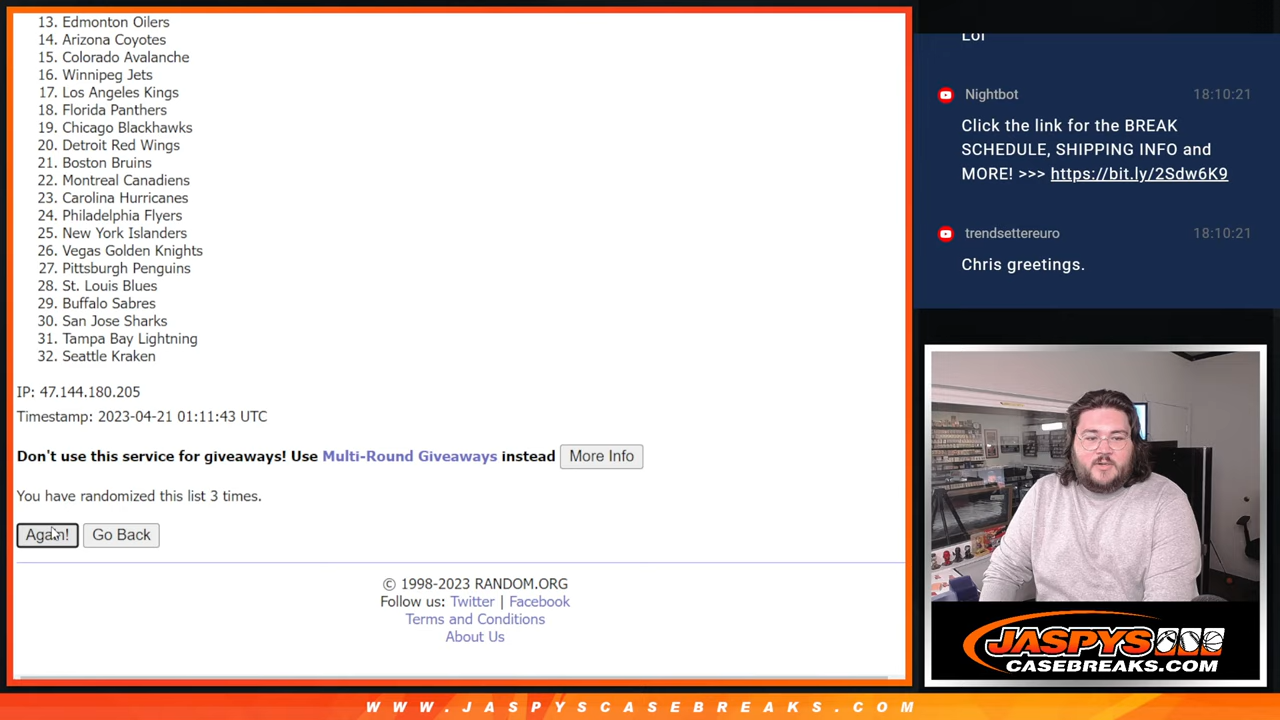 13. Edmonton Oilers
14. Arizona Coyotes
15. Colorado Avalanche
16. Winnipeg Jets
17. Los Angeles Kings
18. Florida Panthers
19. Chicago Blackhawks
20. Detroit Red Wings
21. Boston Bruins
22. Montreal Canadiens
23. Carolina Hurricanes
24. Philadelphia Flyers
25. New York Islanders
26. Vegas Golden Knights
27. Pittsburgh Penguins
28. St. Louis Blues
29. Buffalo Sabres
30. San Jose Sharks
31. Tampa Bay Lightning
32. Seattle Kraken
IP: 47.144.180.205
Timestamp: 2023-04-21 01:11:43 UTC
Don't use this service for giveaways! Use Multi-Round Giveaways instead More Info
You have randomized this list 3 times.
Again! Go Back
© 1998-2023 RANDOM.ORG
Follow us: Twitter | Facebook
Terms and Conditions
About Us
Lol
Nightbot 18:10:21
Click the link for the BREAK
SCHEDULE, SHIPPING INFO and
MORE! >>> https://bit.ly/2Sdw6K9
trendsettereuro 18:10:21
Chris greetings.
JASPYS
CASEBREAKS.COM
WWW.JASPYSCASEBREAKS.COM